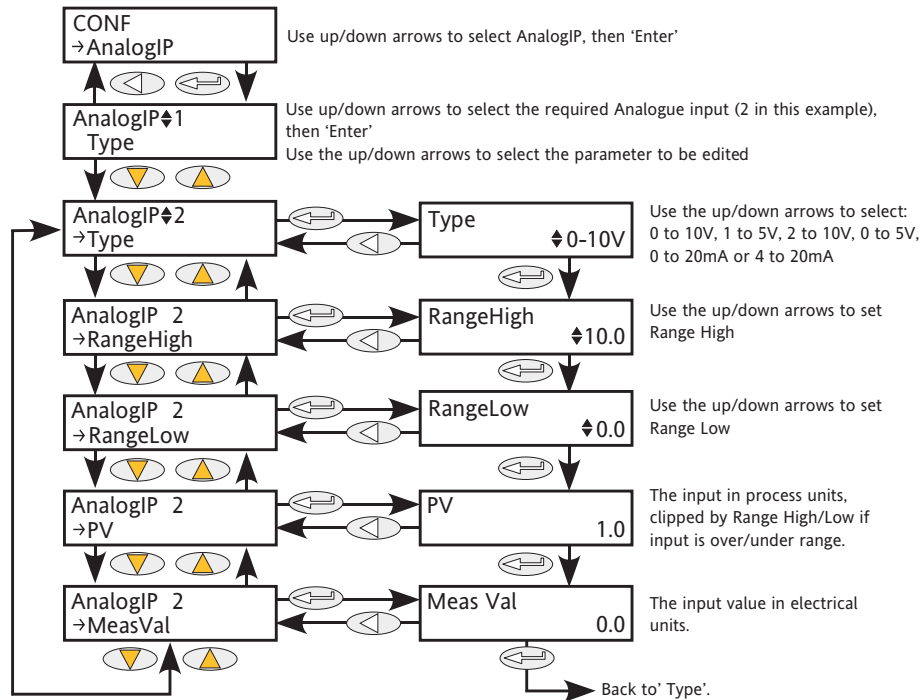 CONF
→AnalogIP
Use up/down arrows to select AnalogIP, then ‘Enter’
AnalogIP♦1
Type
Use up/down arrows to select the required Analogue input (2 in this example),
then ‘Enter’
Use the up/down arrows to select the parameter to be edited
AnalogIP♦2
→Type
Type
♦0-10V
Use the up/down arrows to select:
0 to 10V, 1 to 5V, 2 to 10V, 0 to 5V,
0 to 20mA or 4 to 20mA
AnalogIP 2
→RangeHigh
RangeHigh
♦10.0
Use the up/down arrows to set
Range High
AnalogIP 2
→RangeLow
RangeLow
♦0.0
Use the up/down arrows to set
Range Low
AnalogIP 2
→PV
PV
1.0
The input in process units,
clipped by Range High/Low if
input is over/under range.
AnalogIP 2
→MeasVal
Meas Val
0.0
The input value in electrical
units.
Back to’ Type’.